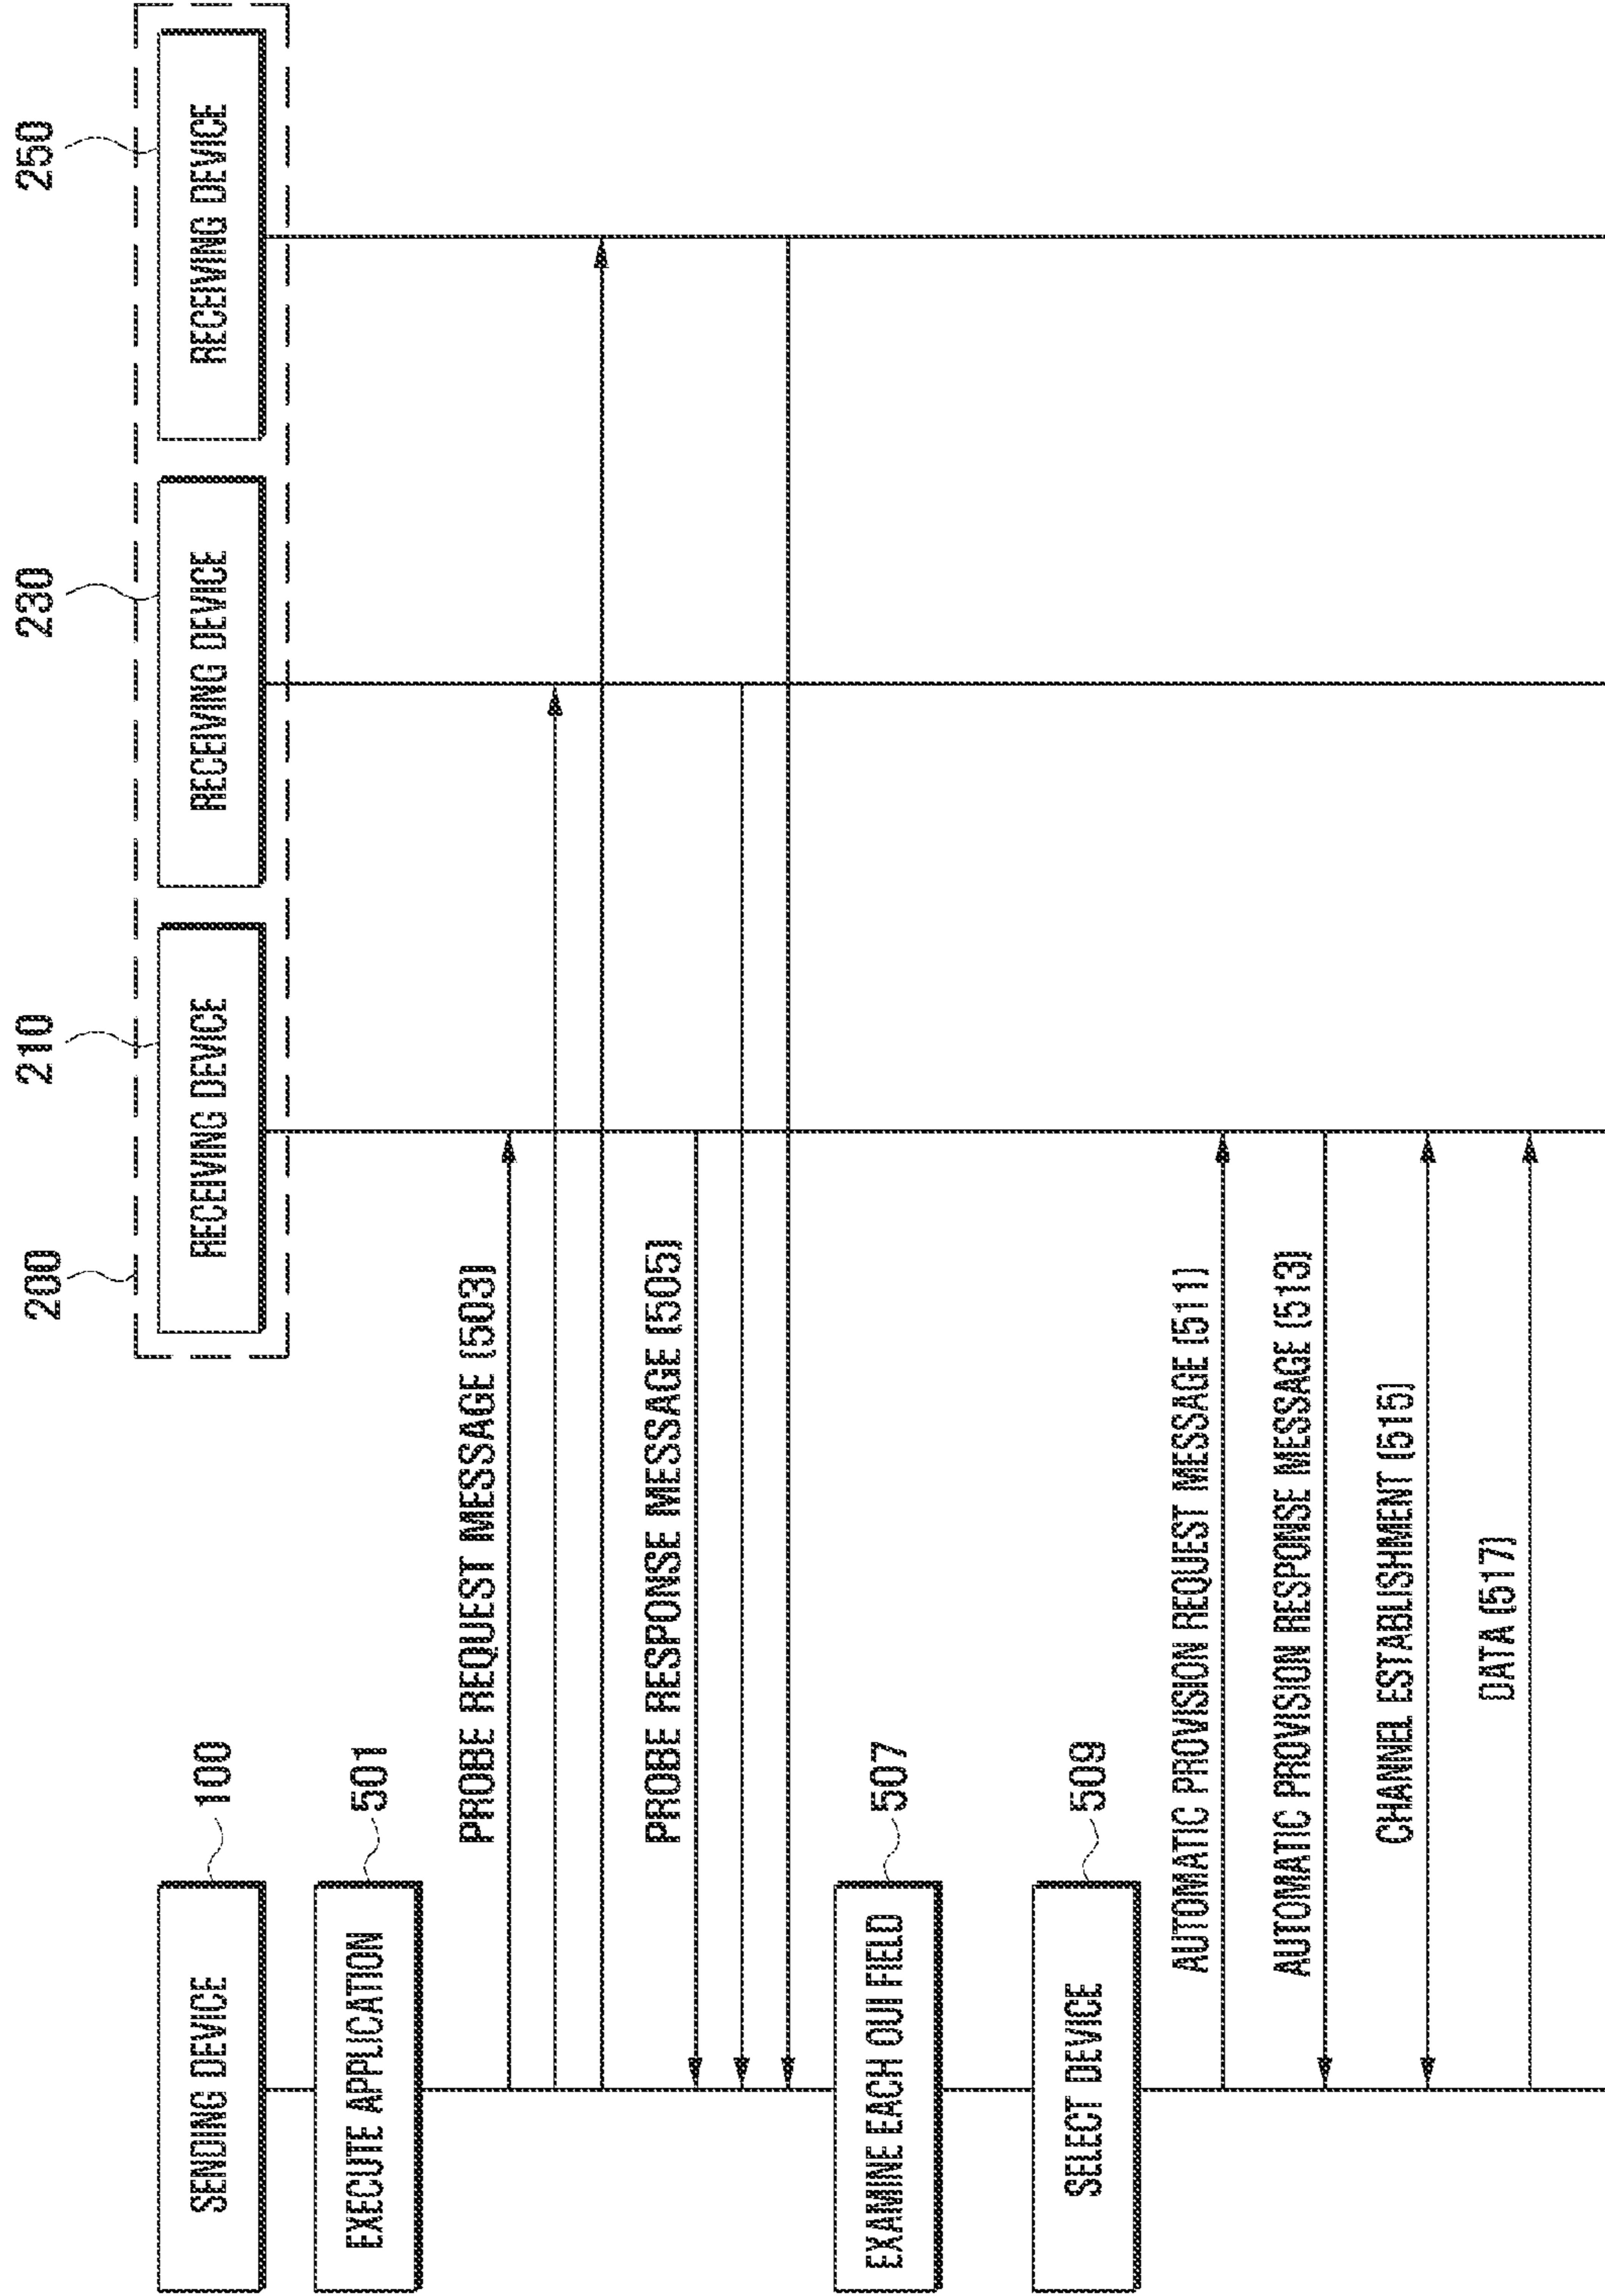 200
210
230
250
SENDING DEVICE
100
RECEIVING DEVICE
RECEIVING DEVICE
RECEIVING DEVICE
EXECUTE APPLICATION
501
PROBE REQUEST MESSAGE (503)
PROBE RESPONSE MESSAGE (505)
EXAMINE EACH OUI FIELD
507
SELECT DEVICE
509
AUTOMATIC PROVISION REQUEST MESSAGE (511)
AUTOMATIC PROVISION RESPONSE MESSAGE (513)
CHANNEL ESTABLISHMENT (515)
DATA (517)